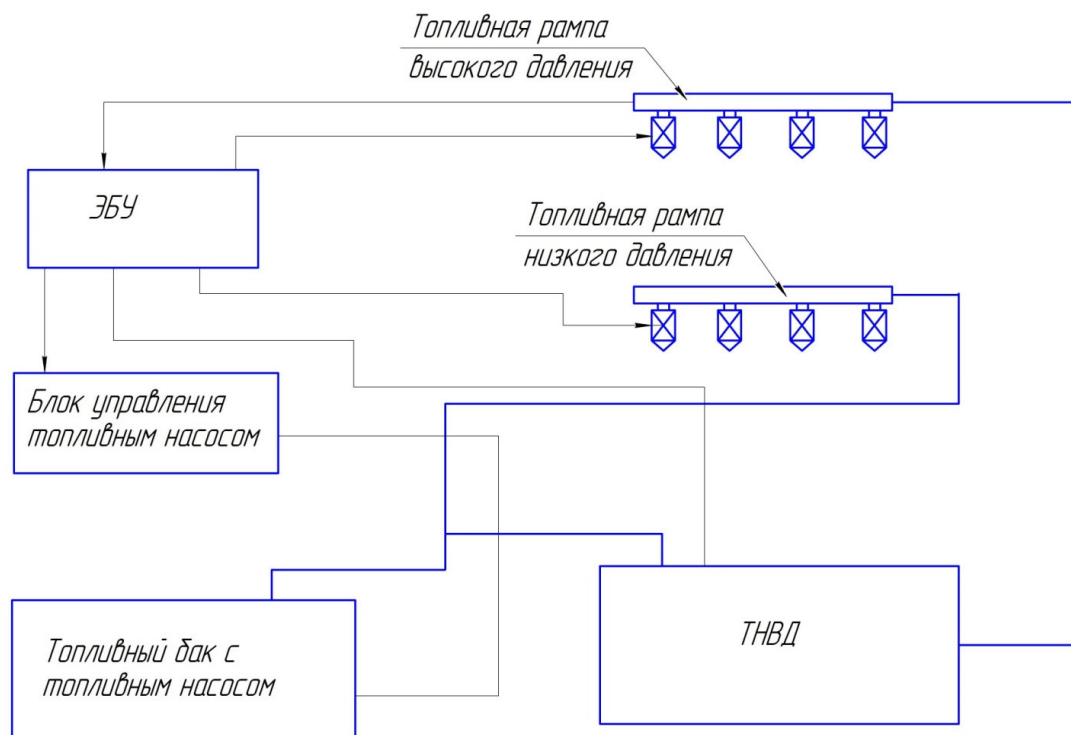 Топливная рампа
высокого давления
ЭБУ
Топливная рампа
низкого давления
Блок управления
топливным насосом
Топливный бак с
топливным насосом
ТНВД